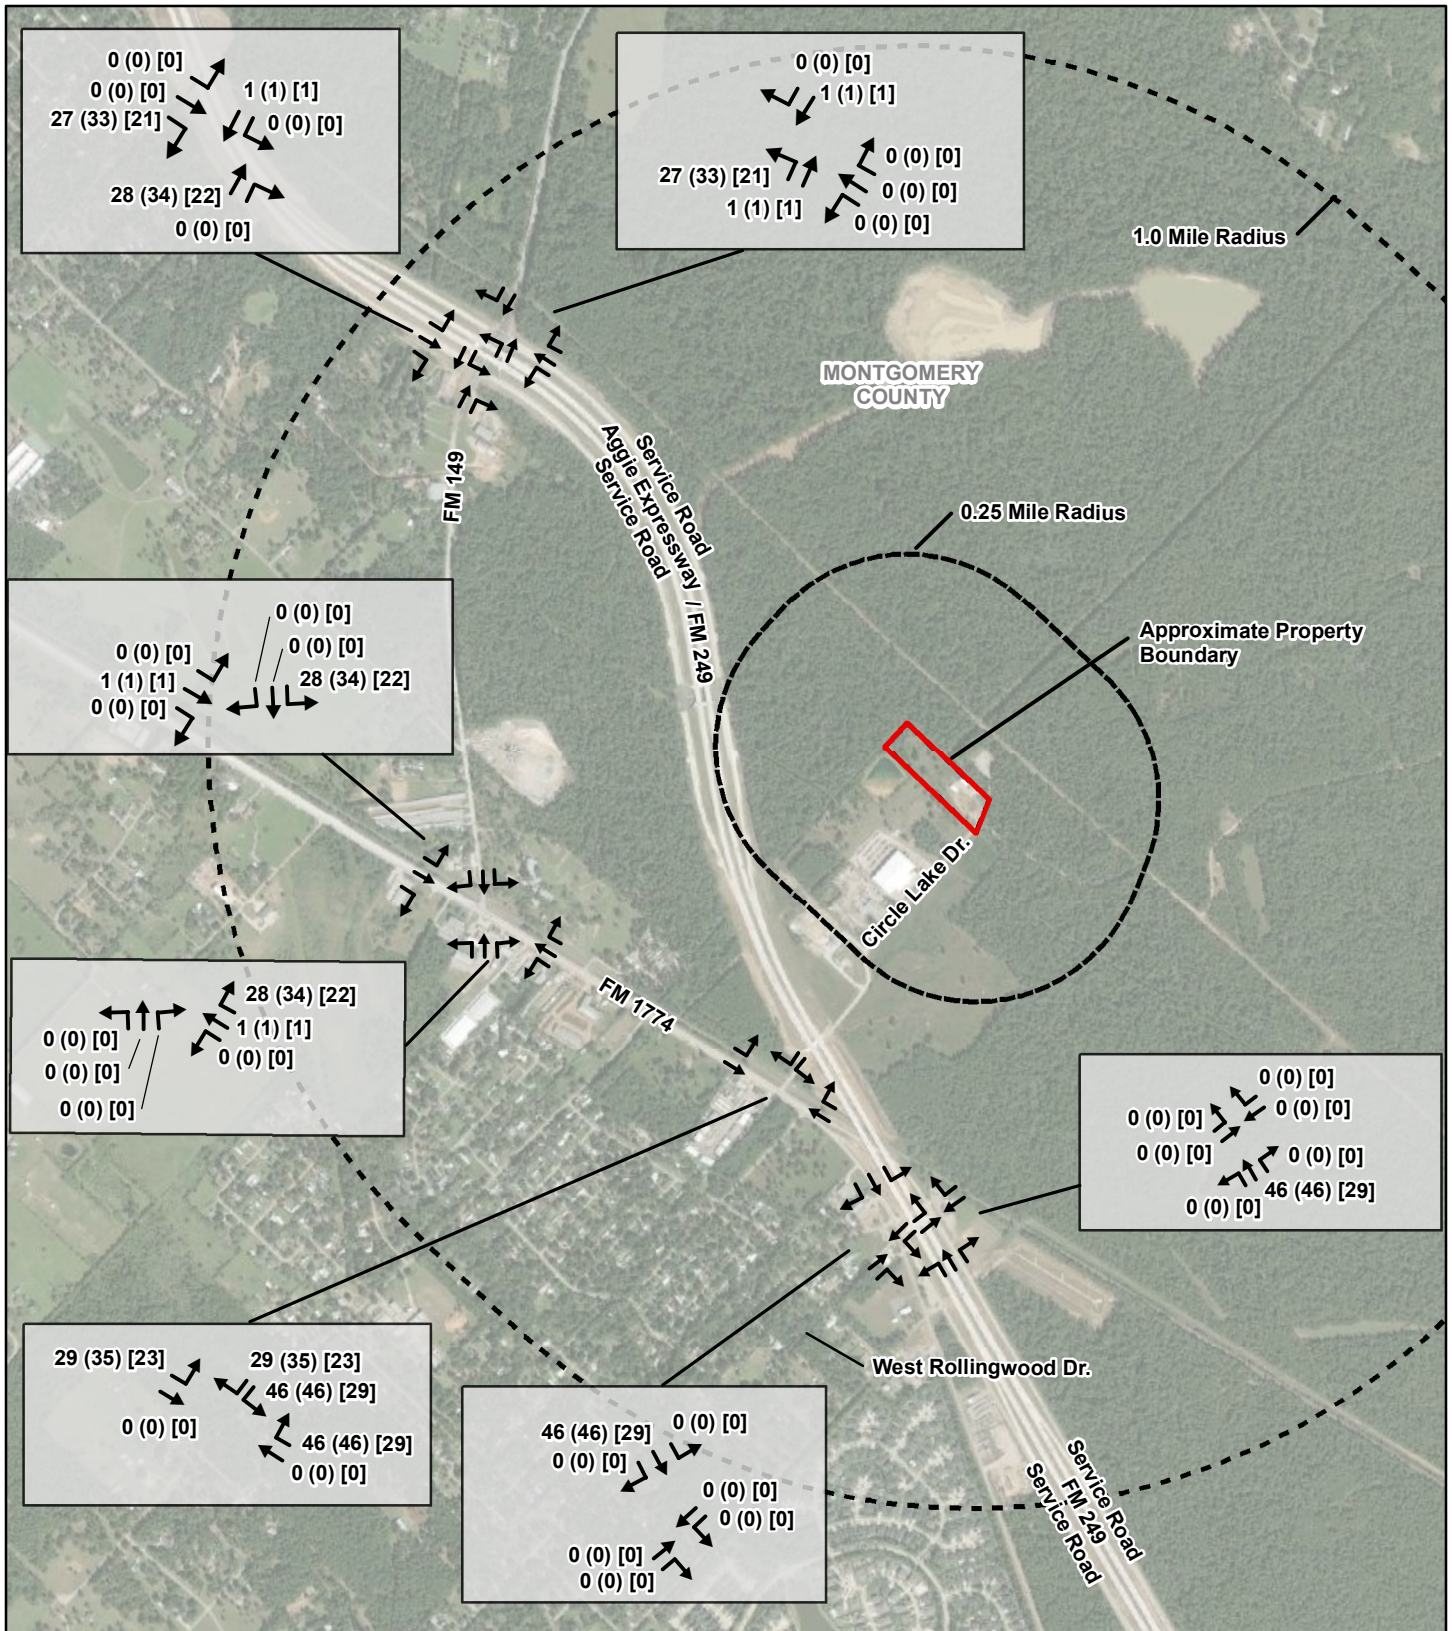 0 (0) [0]
0 (0) [0]
27 (33) [21]
1 (1) [1]
0 (0) [0]
28 (34) [22]
0 (0) [0]
0 (0) [0]
1 (1) [1]
27 (33) [21]
1 (1) [1]
0 (0) [0]
0 (0) [0]
0 (0) [0]
1.0 Mile Radius
MONTGOMERY
COUNTY
Service Road
Aggie Expressway / FM 249
Service Road
FM 149
0.25 Mile Radius
Approximate Property
Boundary
0 (0) [0]
0 (0) [0]
28 (34) [22]
0 (0) [0]
1 (1) [1]
0 (0) [0]
Circle Lake Dr.
FM 1774
28 (34) [22]
1 (1) [1]
0 (0) [0]
0 (0) [0]
0 (0) [0]
0 (0) [0]
0 (0) [0]
0 (0) [0]
0 (0) [0]
0 (0) [0]
0 (0) [0]
46 (46) [29]
0 (0) [0]
29 (35) [23]
0 (0) [0]
29 (35) [23]
46 (46) [29]
46 (46) [29]
0 (0) [0]
West Rollingwood Dr.
46 (46) [29]
0 (0) [0]
0 (0) [0]
0 (0) [0]
0 (0) [0]
0 (0) [0]
0 (0) [0]
Service Road
FM 249
Service Road